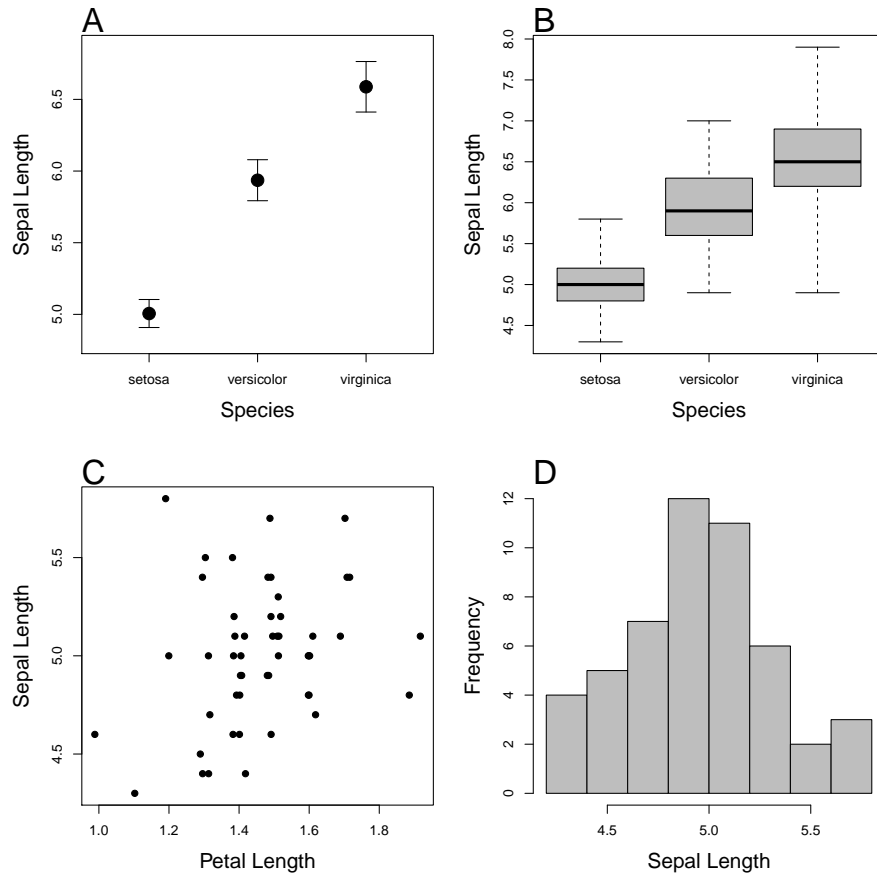 A
Sepal Length
6.5
6.0
5.5
5.0
setosa versicolor virginica
Species
B
Sepal Length
8.0
7.5
7.0
6.5
6.0
5.5
5.0
4.5
setosa versicolor virginica
Species
C
Sepal Length
5.5
5.0
4.5
1.0 1.2 1.4 1.6 1.8
Petal Length
D
Frequency
12
10
8
6
4
2
0
4.5 5.0 5.5
Sepal Length